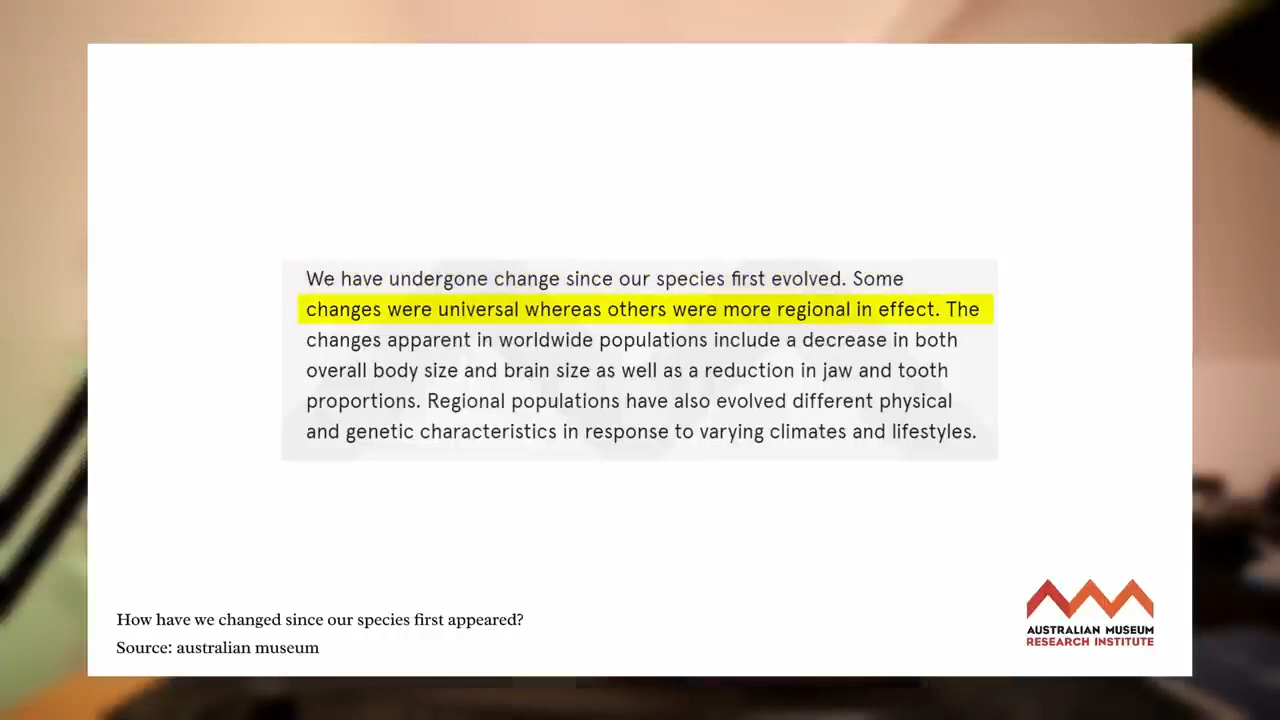 We have undergone change since our species first evolved. Some
changes were universal whereas others were more regional in effect. The
changes apparent in worldwide populations include a decrease in both
overall body size and brain size as well as a reduction in jaw and tooth
proportions. Regional populations have also evolved different physical
and genetic characteristics in response to varying climates and lifestyles.
How have we changed since our species first appeared?
Source: australian museum
AUSTRALIAN MUSEUM
RESEARCH INSTITUTE